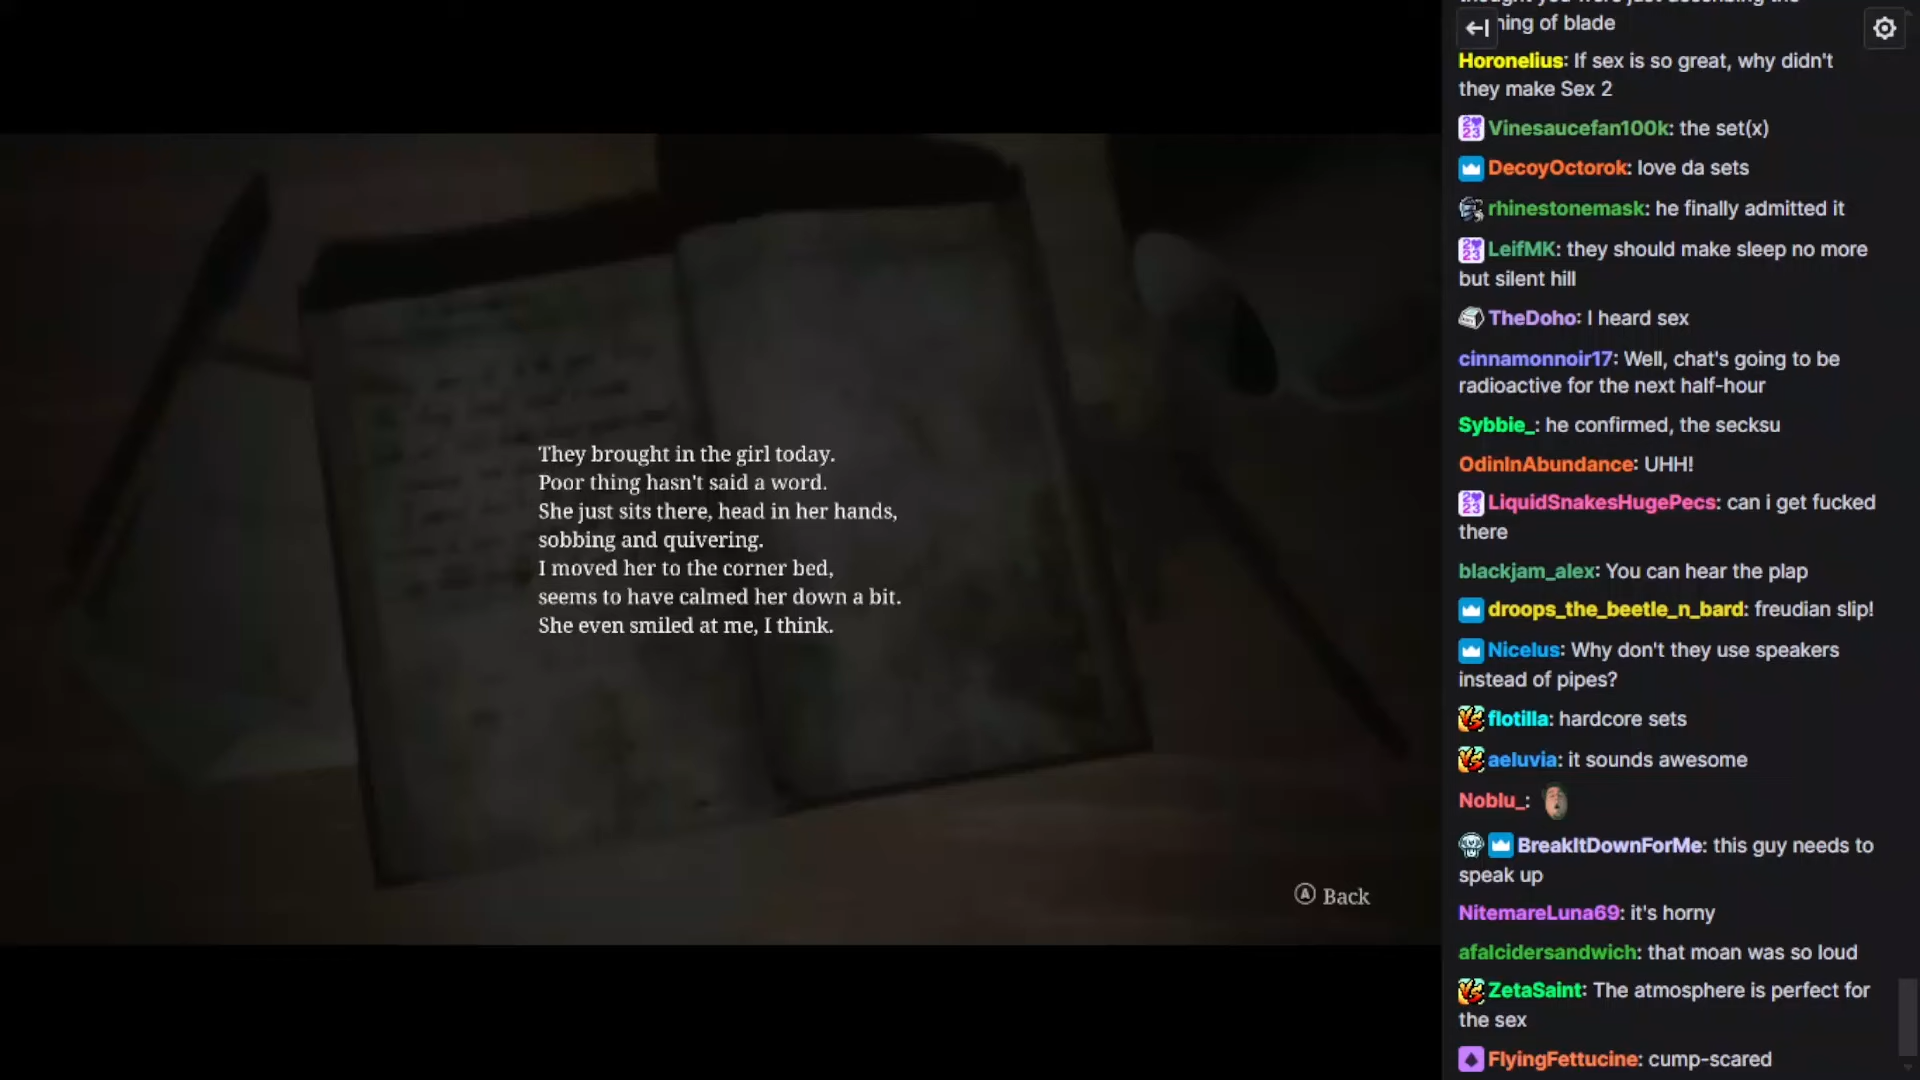 They brought in the girl today.
Poor thing hasn't said a word.
She just sits there, head in her hands,
sobbing and quivering.
I moved her to the corner bed,
seems to have calmed her down a bit.
She even smiled at me, I think.
A Back
ning of blade
Horonelius: If sex is so great, why didn't
they make Sex 2
Vinesaucefan100k: the set(x)
DecoyOctorok: love da sets
rhinestonemask: he finally admitted it
LeifMK: they should make sleep no more
but silent hill
TheDoho: I heard sex
cinnamonnoir17: Well, chat's going to be
radioactive for the next half-hour
Sybbie_: he confirmed, the secksu
OdinInAbundance: UHH!
LiquidSnakesHugePecs: can i get fucked
there
blackjam_alex: You can hear the plap
droops_the_beetle_n_bard: freudian slip!
Nicelus: Why don't they use speakers
instead of pipes?
flotilla: hardcore sets
aeluvia: it sounds awesome
Noblu_:
BreakItDownForMe: this guy needs to
speak up
NitemareLuna69: it's horny
afalcidersandwich: that moan was so loud
ZetaSaint: The atmosphere is perfect for
the sex
FlyingFettucine: cump-scared